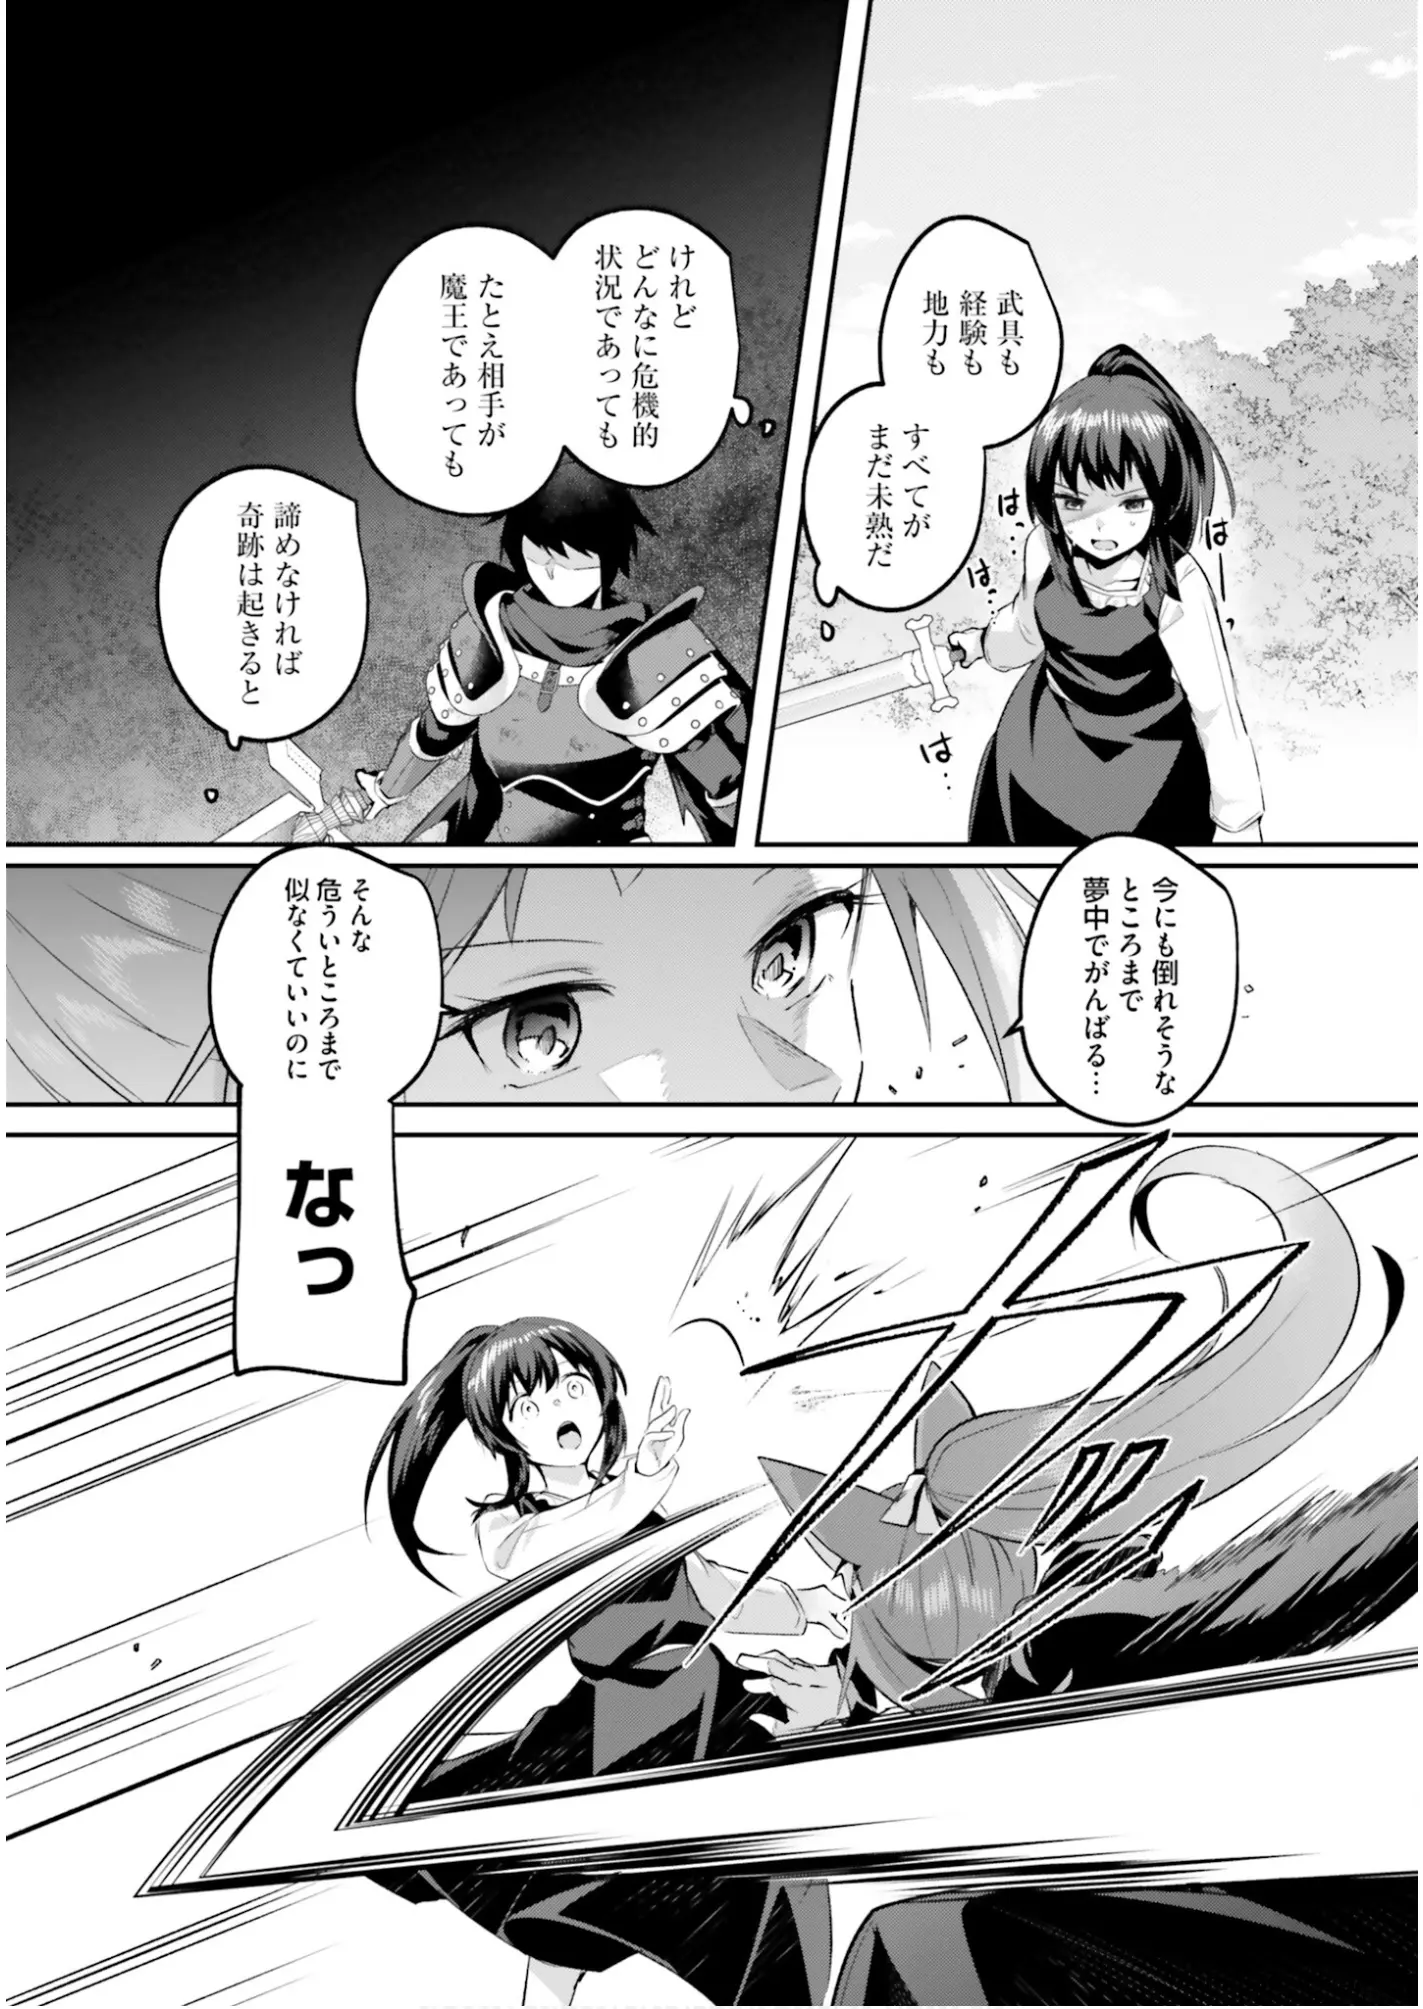 武具も
経験も
地力も
すべてが
まだ未熟だ
は…
は…
は…
は
けれど
どんなに危機的
状況であっても
たとえ相手が
魔王であっても
諦めなければ
奇跡は起きると
今にも倒れそうな
ところまで
夢中でがんばる…
そんな
危ういところまで
似なくていいのに
なっ